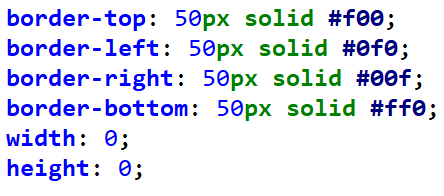 border-top: 50px solid #f00;
border-left: 50px solid #0f0;
border-right: 50px solid #00f;
border-bottom: 50px solid #ff0;
width: 0;
height: 0;